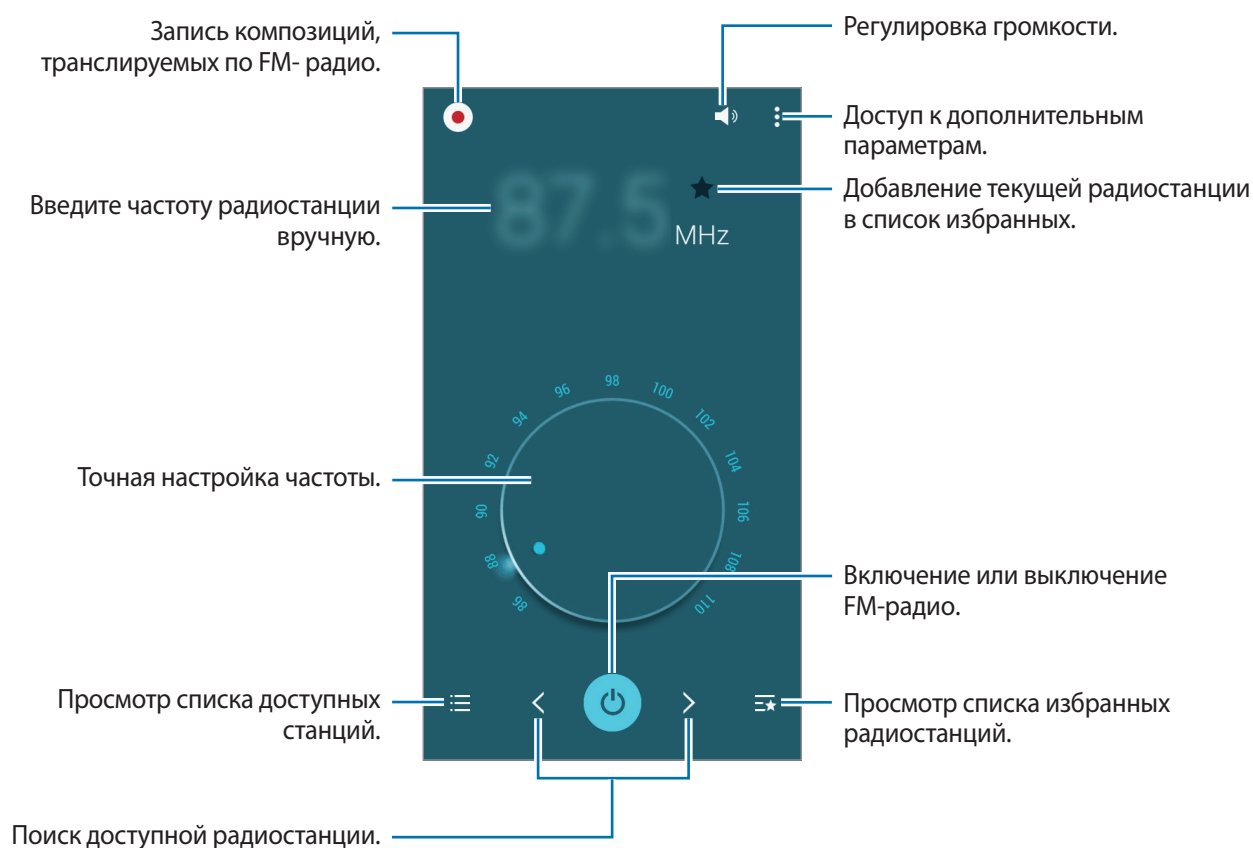 Запись композиций,
транслируемых по FM- радио.
Регулировка громкости.
Доступ к дополнительным
параметрам.
Введите частоту радиостанции
вручную.
87.5
MHz
Добавление текущей радиостанции
в список избранных.
Точная настройка частоты.
86
88
90
92
94
96
98
100
102
104
106
108
110
Включение или выключение
FM-радио.
Просмотр списка доступных
станций.
Просмотр списка избранных
радиостанций.
Поиск доступной радиостанции.